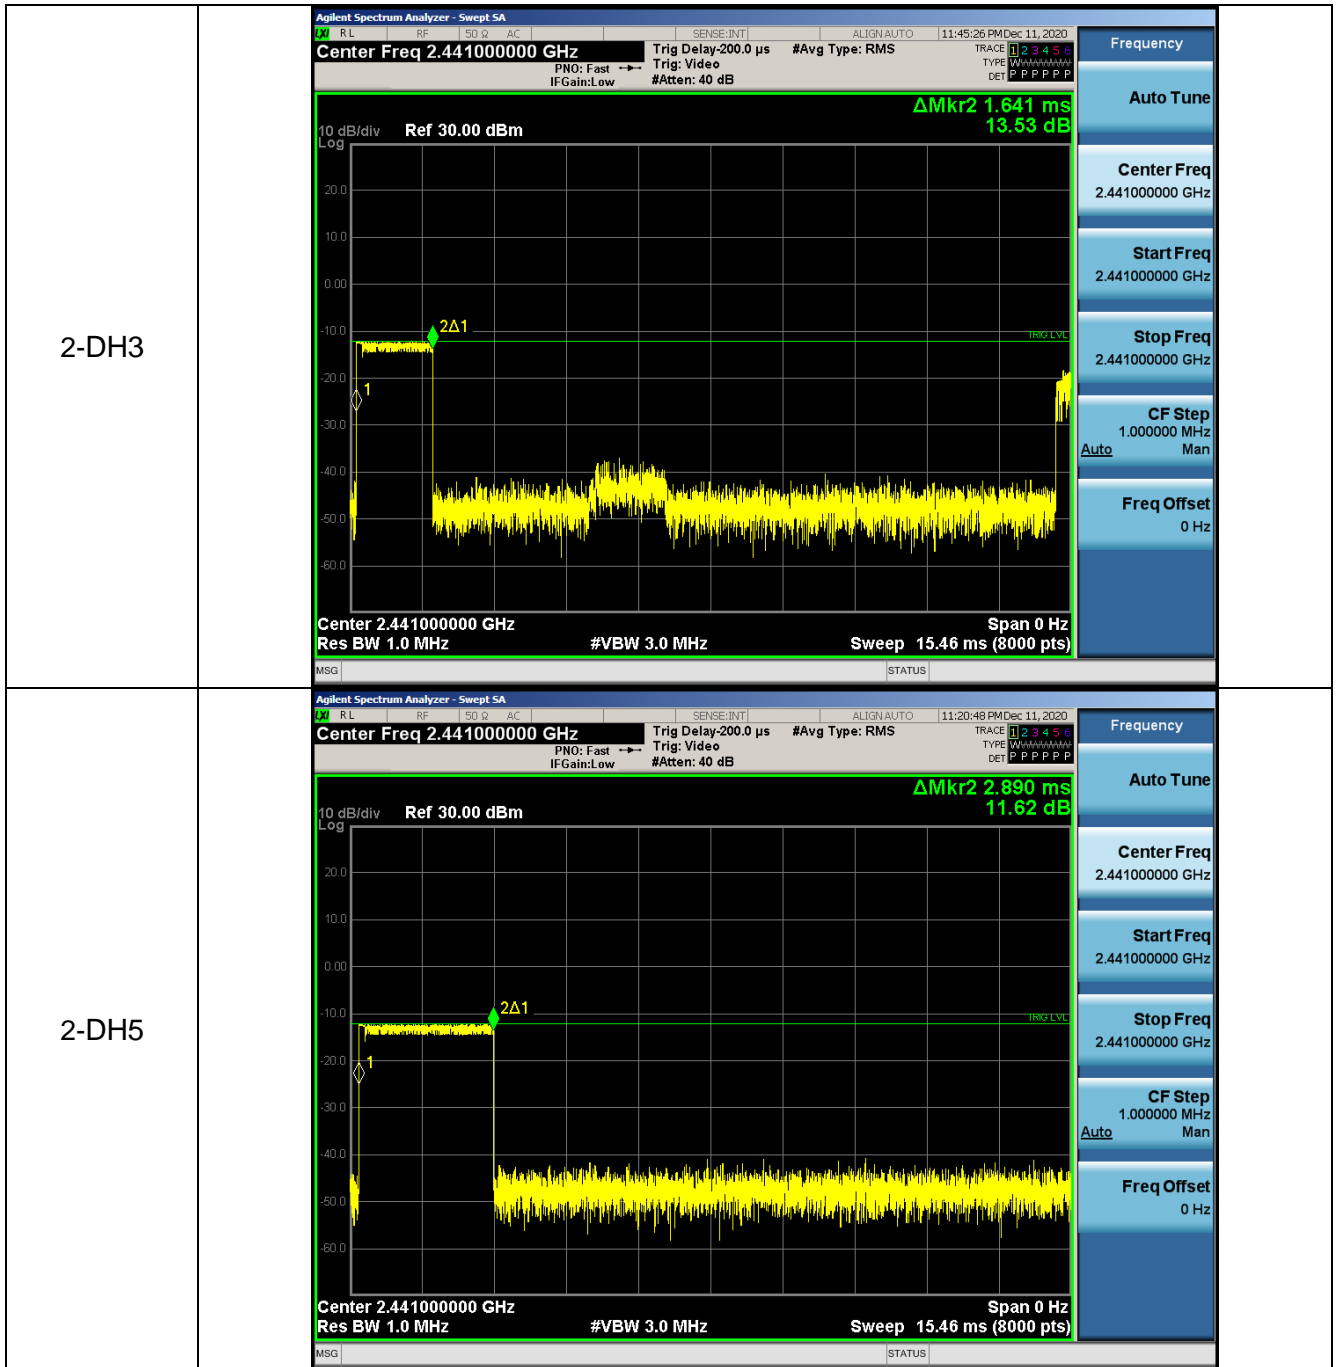 2-DH3
Agilent Spectrum Analyzer - Swept SA
LXI RL RF 50 Ω AC SENSE:INT ALIGN AUTO 11:45:26 PM Dec 11, 2020
Center Freq 2.441000000 GHz
PNO: Fast
IFGain:Low
Trig Delay-200.0 µs
Trig: Video
#Atten: 40 dB
#Avg Type: RMS
TRACE 1 2 3 4 5 6
TYPE W
DET P P P P P P
ΔMkr2 1.641 ms
13.53 dB
10 dB/div Ref 30.00 dBm
Log
20.0
10.0
0.00
-10.0
2Δ1
TRIG LVL
-20.0
1
-30.0
-40.0
-50.0
-60.0
Center 2.441000000 GHz Span 0 Hz
Res BW 1.0 MHz #VBW 3.0 MHz Sweep 15.46 ms (8000 pts)
MSG STATUS
Frequency
Auto Tune
Center Freq
2.441000000 GHz
Start Freq
2.441000000 GHz
Stop Freq
2.441000000 GHz
CF Step
1.000000 MHz
Auto Man
Freq Offset
0 Hz
2-DH5
Agilent Spectrum Analyzer - Swept SA
LXI RL RF 50 Ω AC SENSE:INT ALIGN AUTO 11:20:48 PM Dec 11, 2020
Center Freq 2.441000000 GHz
PNO: Fast
IFGain:Low
Trig Delay-200.0 µs
Trig: Video
#Atten: 40 dB
#Avg Type: RMS
TRACE 1 2 3 4 5 6
TYPE W
DET P P P P P P
ΔMkr2 2.890 ms
11.62 dB
10 dB/div Ref 30.00 dBm
Log
20.0
10.0
0.00
-10.0
2Δ1
TRIG LVL
-20.0
1
-30.0
-40.0
-50.0
-60.0
Center 2.441000000 GHz Span 0 Hz
Res BW 1.0 MHz #VBW 3.0 MHz Sweep 15.46 ms (8000 pts)
MSG STATUS
Frequency
Auto Tune
Center Freq
2.441000000 GHz
Start Freq
2.441000000 GHz
Stop Freq
2.441000000 GHz
CF Step
1.000000 MHz
Auto Man
Freq Offset
0 Hz